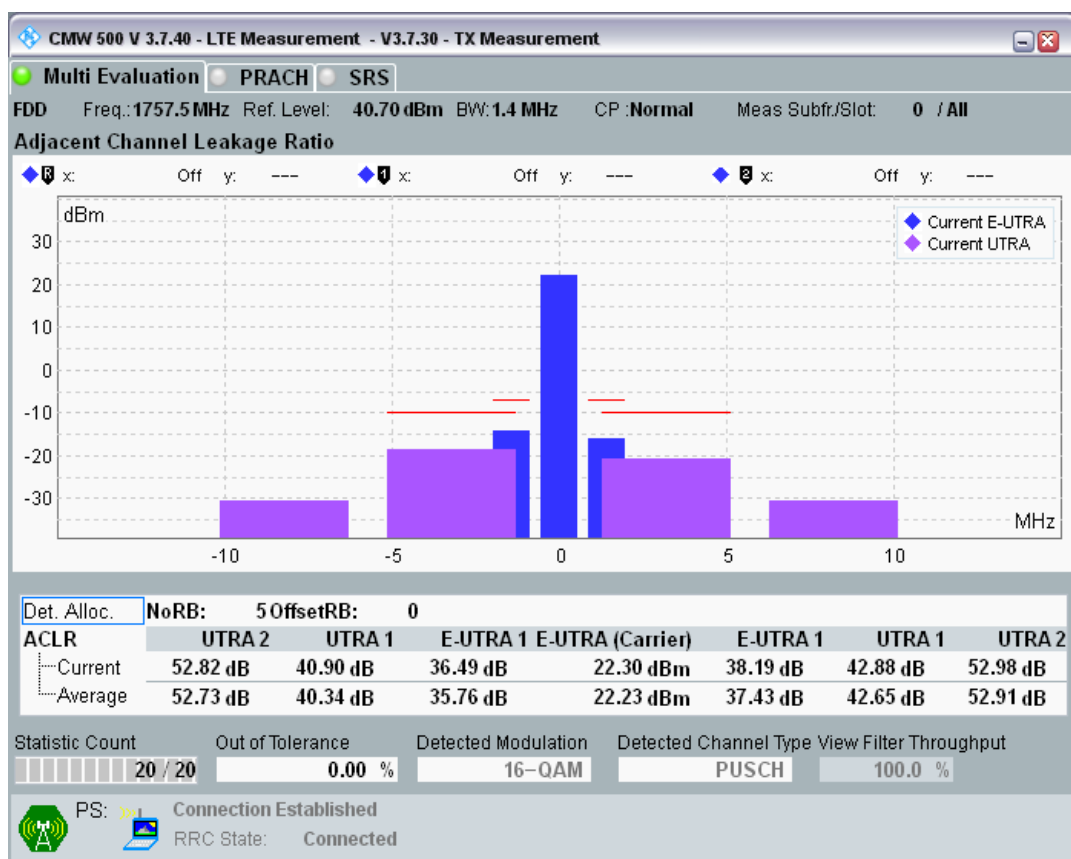 CMW 500 V 3.7.40 - LTE Measurement - V3.7.30 - TX Measurement
Multi Evaluation PRACH SRS
FDD Freq.: 1757.5 MHz Ref. Level: 40.70 dBm BW: 1.4 MHz CP : Normal Meas Subfr./Slot: 0 / All
Adjacent Channel Leakage Ratio
R x: Off y: --- 1 x: Off y: --- 2 x: Off y: ---
dBm
Current E-UTRA
Current UTRA
30
20
10
0
-10
-20
-30
MHz
-10 -5 0 5 10
Det. Alloc. NoRB: 5 OffsetRB: 0
ACLR UTRA 2 UTRA 1 E-UTRA 1 E-UTRA (Carrier) E-UTRA 1 UTRA 1 UTRA 2
Current 52.82 dB 40.90 dB 36.49 dB 22.30 dBm 38.19 dB 42.88 dB 52.98 dB
Average 52.73 dB 40.34 dB 35.76 dB 22.23 dBm 37.43 dB 42.65 dB 52.91 dB
Statistic Count Out of Tolerance Detected Modulation Detected Channel Type View Filter Throughput
20 / 20 0.00 % 16-QAM PUSCH 100.0 %
PS: Connection Established
RRC State: Connected